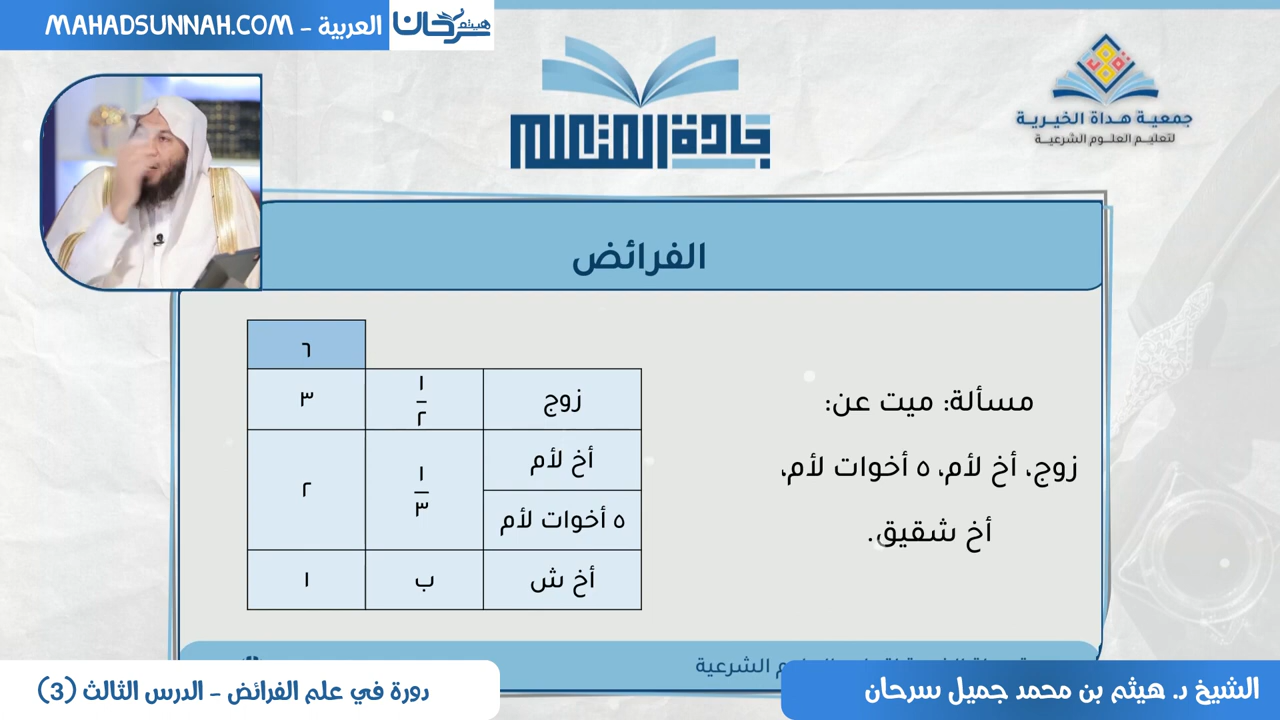 العربية - MAHADSUNNAH.COM
هيثم سرحان
جادة المتعلم
جمعية هداة الخيرية
لتعليم العلوم الشرعية
الفرائض
مسألة: ميت عن:
زوج، أخ لأم، ٥ أخوات لأم،
أخ شقيق.
٦
زوج ١/٢ ٣
أخ لأم ١/٣ ٢
٥ أخوات لأم
أخ ش ب ١
الشرعية
الشيخ د. هيثم بن محمد جميل سرحان
دورة في علم الفرائض - الدرس الثالث (3)